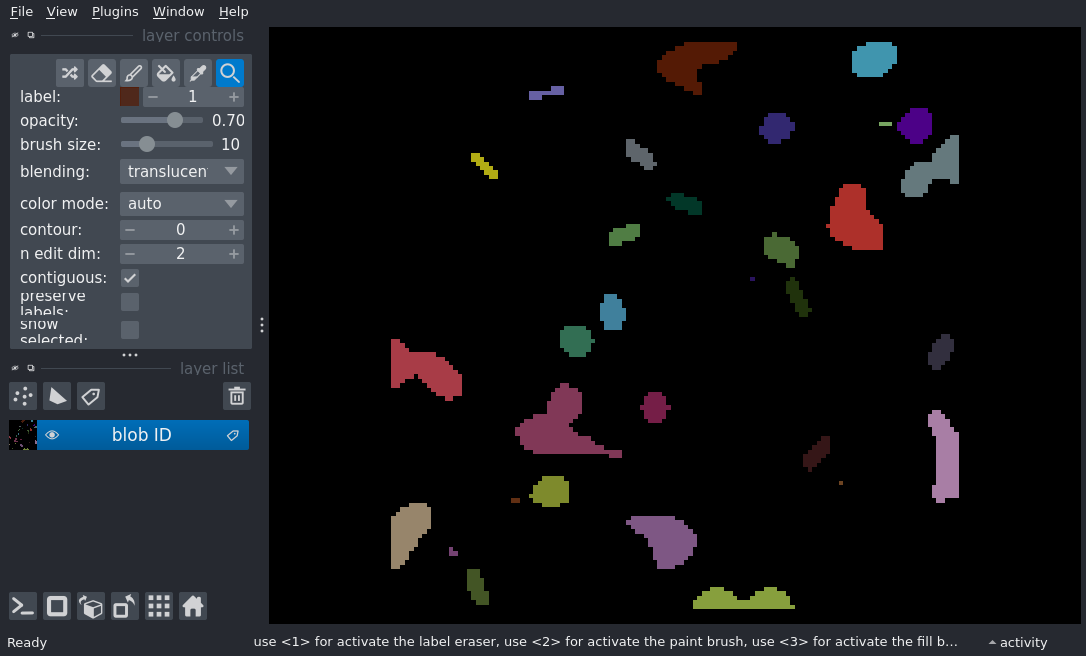 File View Plugins Window Help
layer controls
label: 1
opacity: 0.70
brush size: 10
blending: translucen
color mode: auto
contour: 0
n edit dim: 2
contiguous:
preserve labels:
show selected:
layer list
blob ID
Ready use <1> for activate the label eraser, use <2> for activate the paint brush, use <3> for activate the fill b... activity